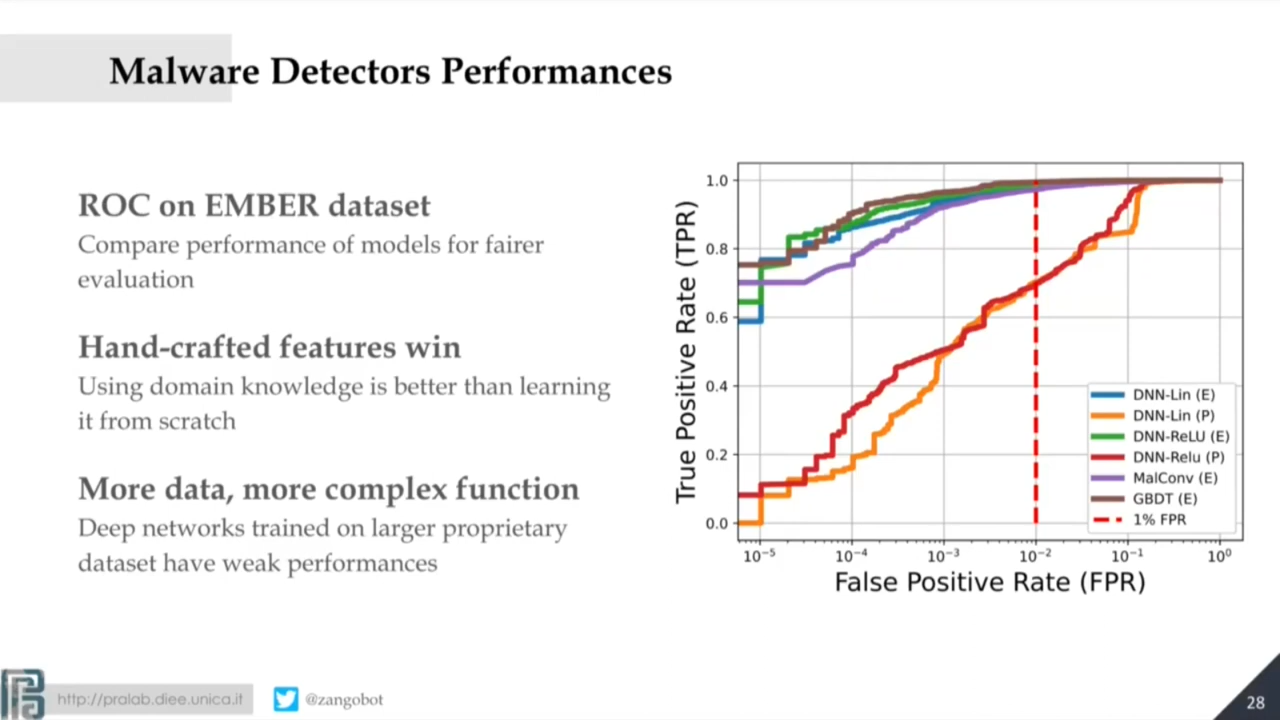 Malware Detectors Performances
ROC on EMBER dataset
Compare performance of models for fairer
evaluation
Hand-crafted features win
Using domain knowledge is better than learning
it from scratch
More data, more complex function
Deep networks trained on larger proprietary
dataset have weak performances
True Positive Rate (TPR)
1.0
0.8
0.6
0.4
0.2
0.0
10⁻⁵ 10⁻⁴ 10⁻³ 10⁻² 10⁻¹ 10⁰
False Positive Rate (FPR)
DNN-Lin (E)
DNN-Lin (P)
DNN-ReLU (E)
DNN-Relu (P)
MalConv (E)
GBDT (E)
1% FPR
http://pralab.diee.unica.it
@zangobot
28